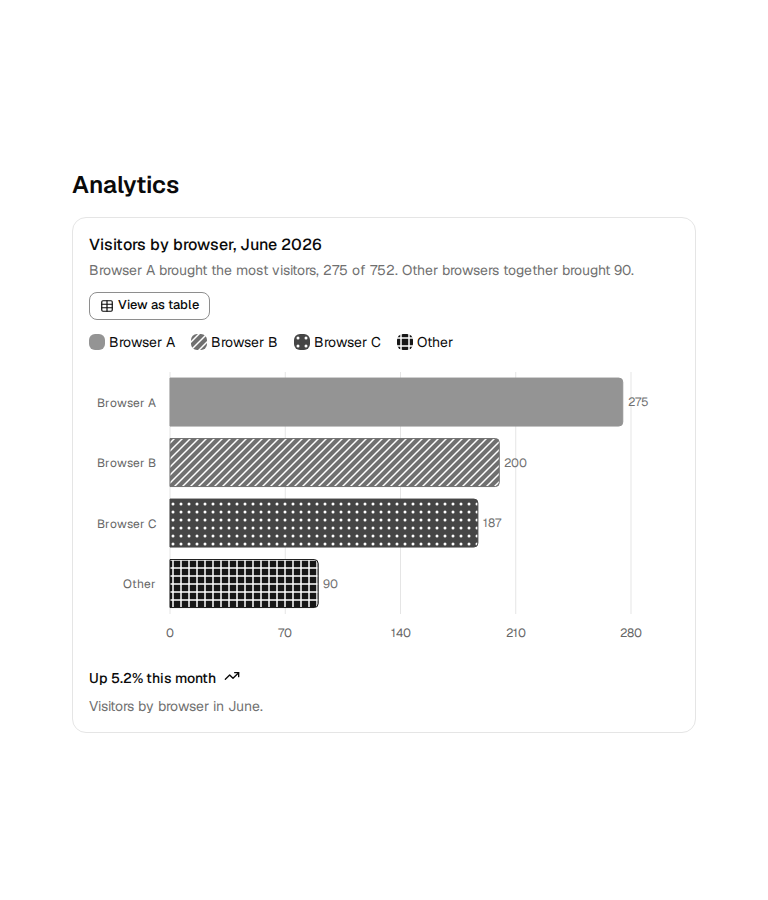 Analytics
Visitors by browser, June 2026
Browser A brought the most visitors, 275 of 752. Other browsers together brought 90.
View as table
Browser A Browser B Browser C Other
Browser A 275
Browser B 200
Browser C 187
Other 90
0 70 140 210 280
Up 5.2% this month
Visitors by browser in June.